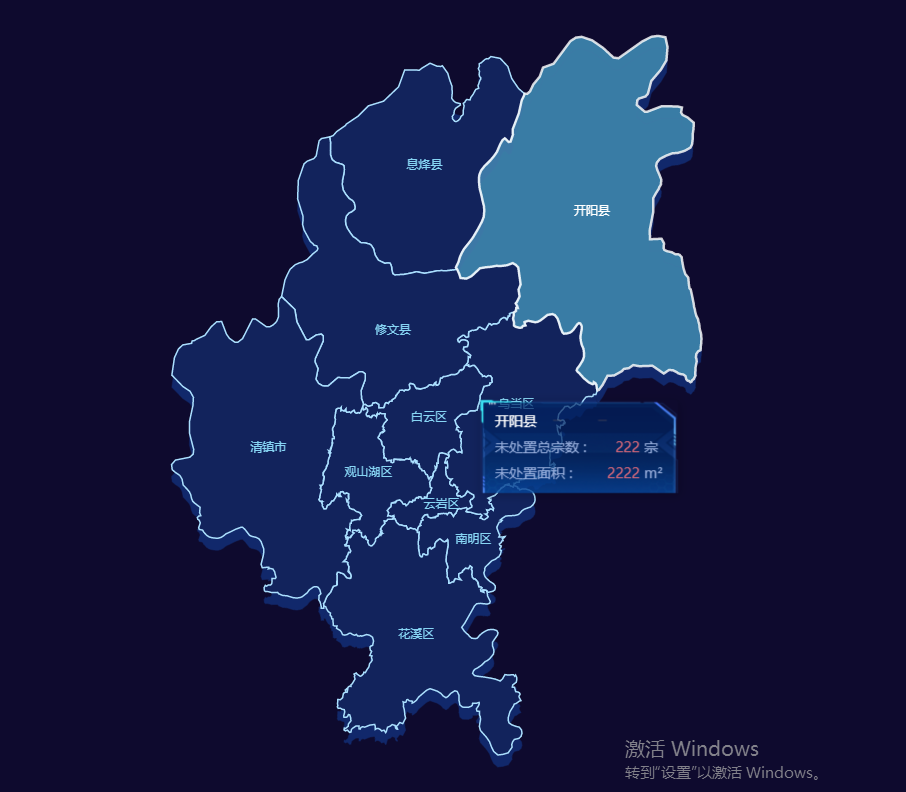 息烽县
开阳县
修文县
乌当区
白云区
开阳县
清镇市
未处置总宗数： 222 宗
观山湖区
未处置面积： 2222 m²
云岩区
南明区
花溪区
激活 Windows
转到"设置"以激活 Windows。